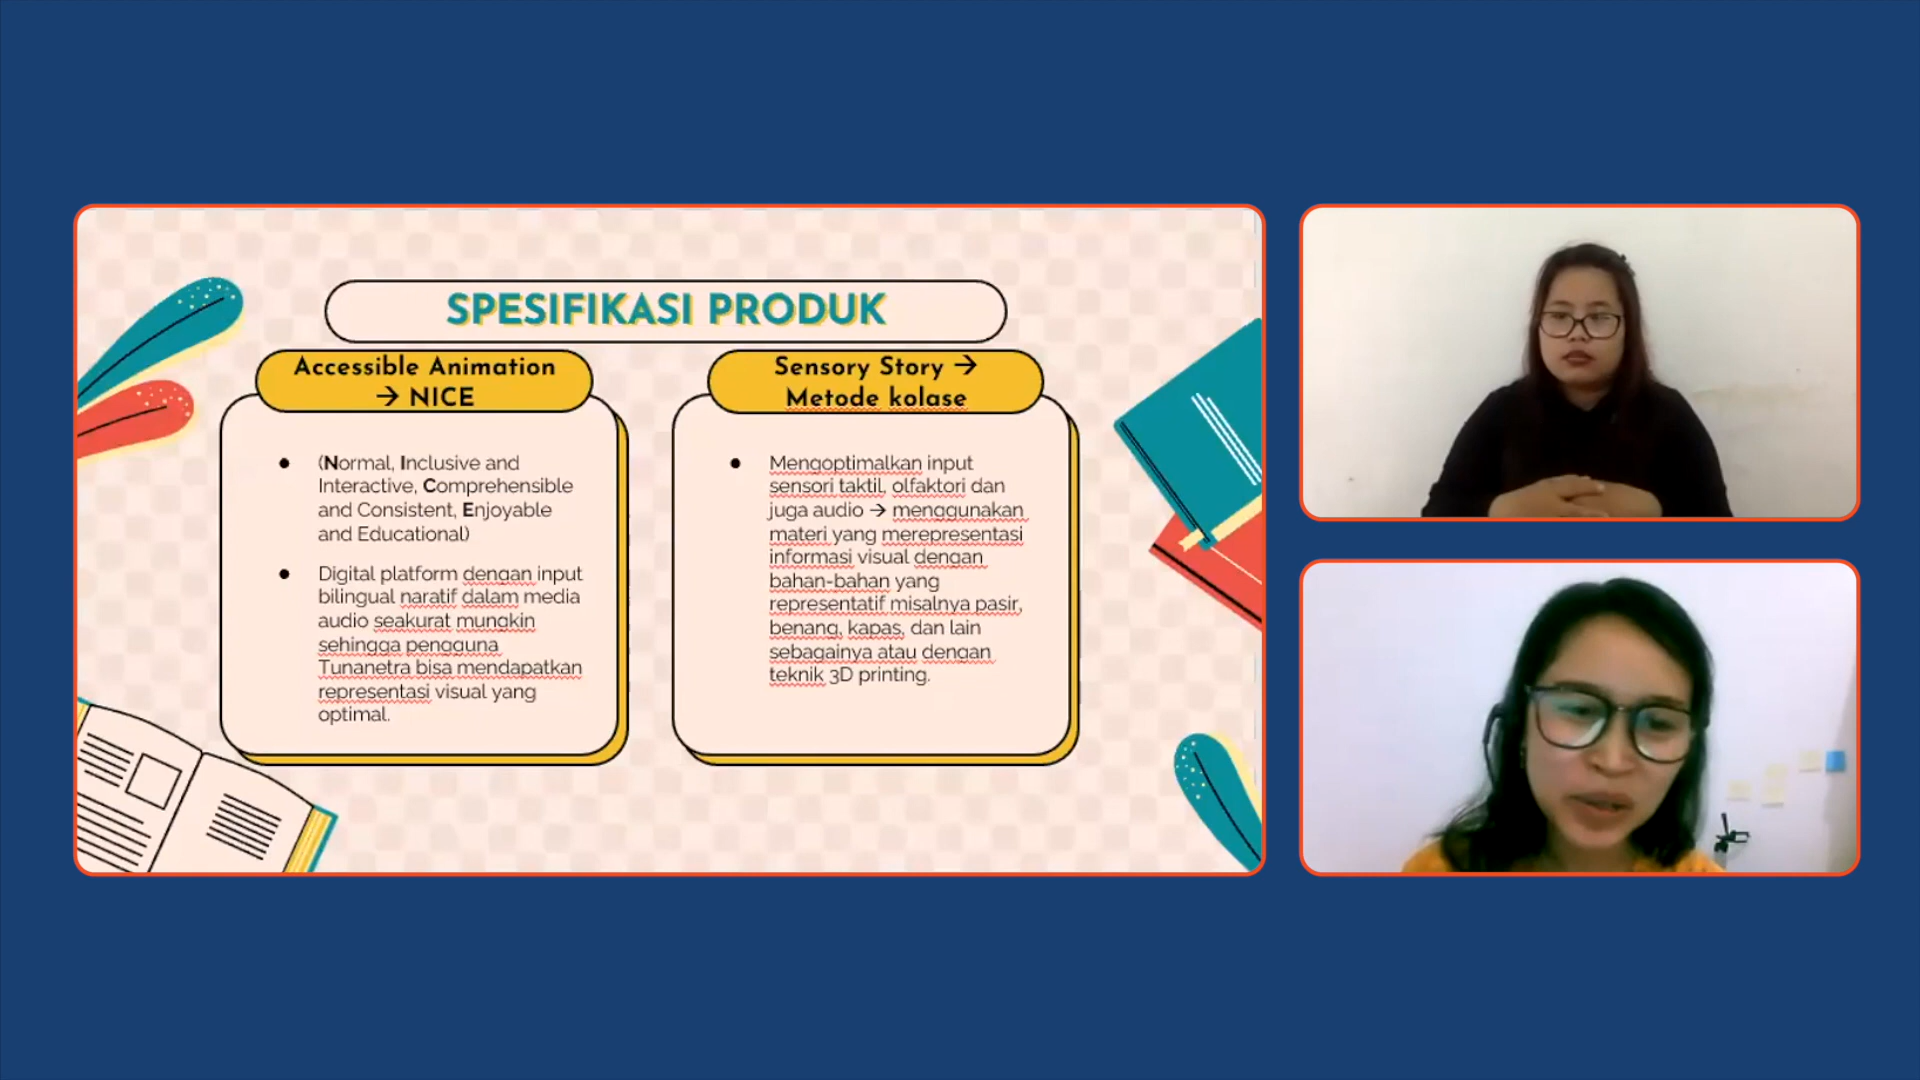 SPESIFIKASI PRODUK
Accessible Animation
→ NICE
● (Normal, Inclusive and
Interactive, Comprehensible
and Consistent, Enjoyable
and Educational)
● Digital platform dengan input
bilingual naratif dalam media
audio seakurat mungkin
sehingga pengguna
Tunanetra bisa mendapatkan
representasi visual yang
optimal.
Sensory Story →
Metode kolase
● Mengoptimalkan input
sensori taktil, olfaktori dan
juga audio → menggunakan
materi yang merepresentasi
informasi visual dengan
bahan-bahan yang
representatif misalnya pasir,
benang, kapas, dan lain
sebagainya atau dengan
teknik 3D printing.